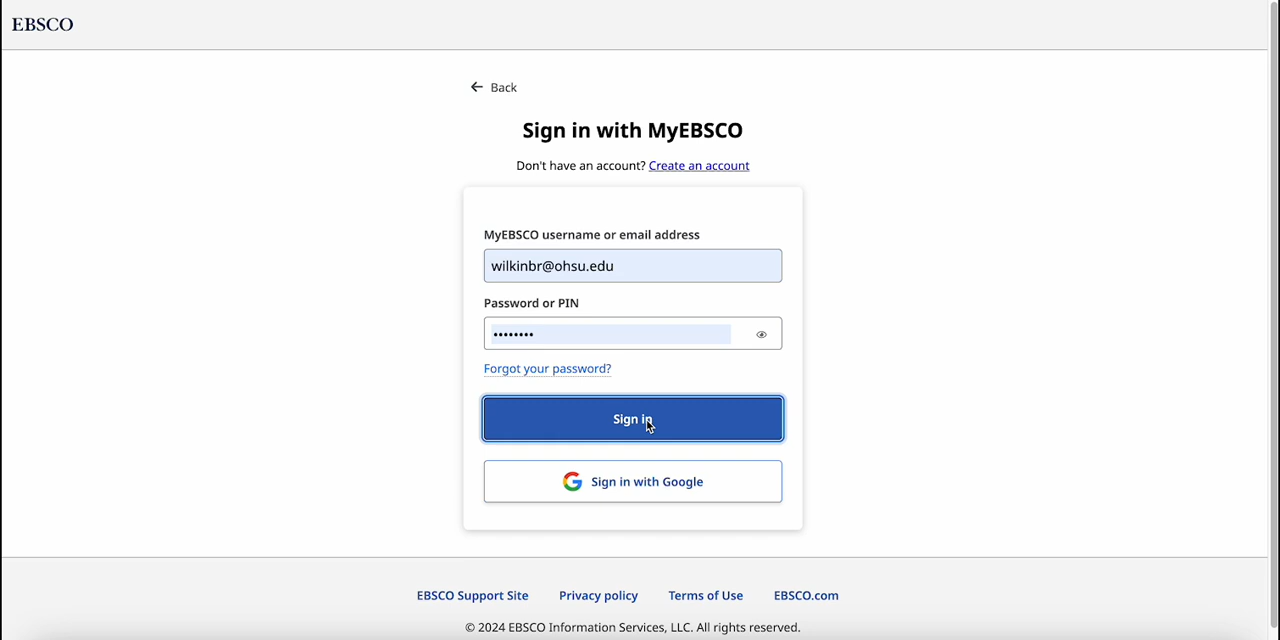 EBSCO
Back
Sign in with MyEBSCO
Don't have an account? Create an account
MyEBSCO username or email address
wilkinbr@ohsu.edu
Password or PIN
••••••••
Forgot your password?
Sign in
Sign in with Google
EBSCO Support Site Privacy policy Terms of Use EBSCO.com
© 2024 EBSCO Information Services, LLC. All rights reserved.